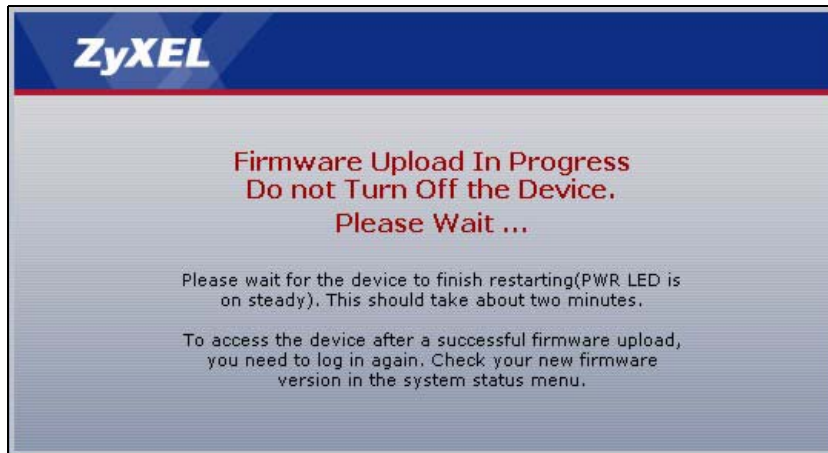 ZyXEL
Firmware Upload In Progress
Do not Turn Off the Device.
Please Wait ...
Please wait for the device to finish restarting(PWR LED is
on steady). This should take about two minutes.
To access the device after a successful firmware upload,
you need to log in again. Check your new firmware
version in the system status menu.